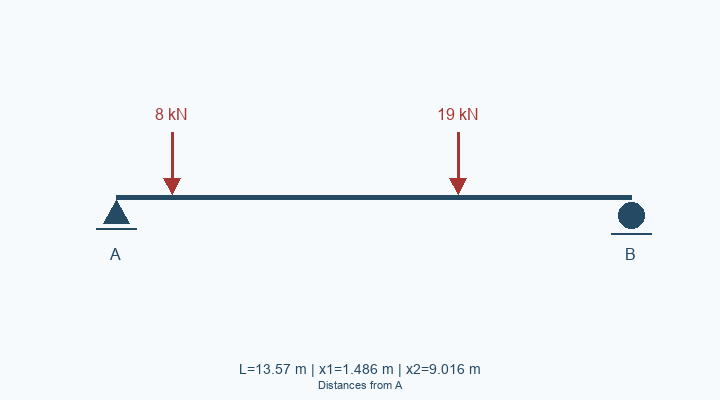 8 kN 19 kN
A B
L=13.57 m | x1=1.486 m | x2=9.016 m
Distances from A